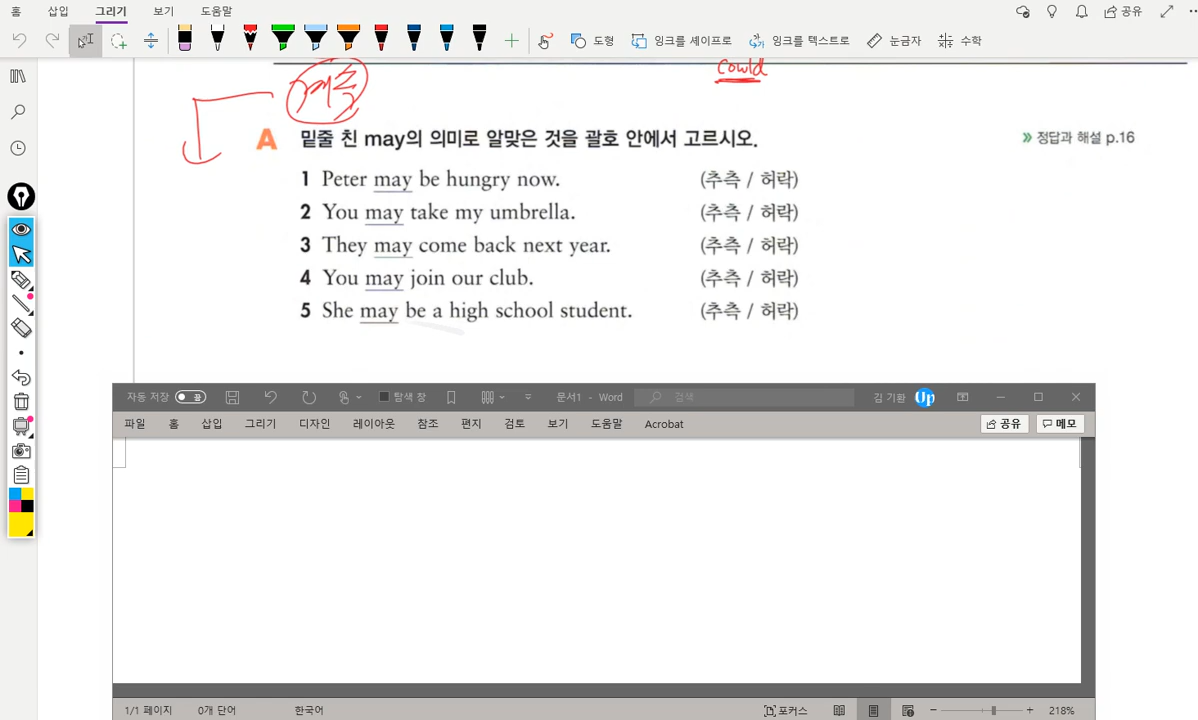 홈 삽입 그리기 보기 도움말
공유
도형 잉크를 셰이프로 잉크를 텍스트로 눈금자 수학
could
A 밑줄 친 may의 의미로 알맞은 것을 괄호 안에서 고르시오.
» 정답과 해설 p.16
1 Peter may be hungry now. (추측 / 허락)
2 You may take my umbrella. (추측 / 허락)
3 They may come back next year. (추측 / 허락)
4 You may join our club. (추측 / 허락)
5 She may be a high school student. (추측 / 허락)
자동 저장 끔 탐색 창 문서1 - Word 검색 김 기환 Up
파일 홈 삽입 그리기 디자인 레이아웃 참조 편지 검토 보기 도움말 Acrobat 공유 메모
1/1 페이지 0개 단어 한국어 포커스 218%